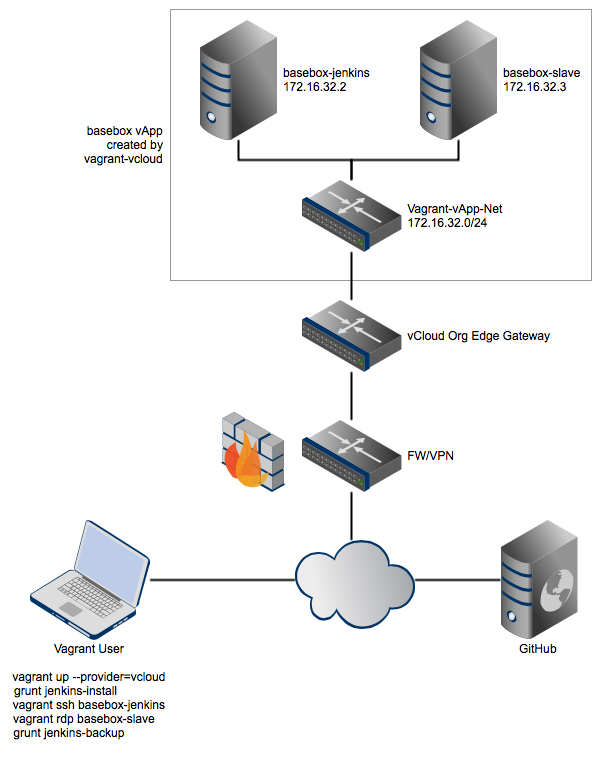 basebox-jenkins
172.16.32.2
basebox-slave
172.16.32.3
basebox vApp
created by
vagrant-vcloud
Vagrant-vApp-Net
172.16.32.0/24
vCloud Org Edge Gateway
FW/VPN
Vagrant User
GitHub
vagrant up --provider=vcloud
grunt jenkins-install
vagrant ssh basebox-jenkins
vagrant rdp basebox-slave
grunt jenkins-backup